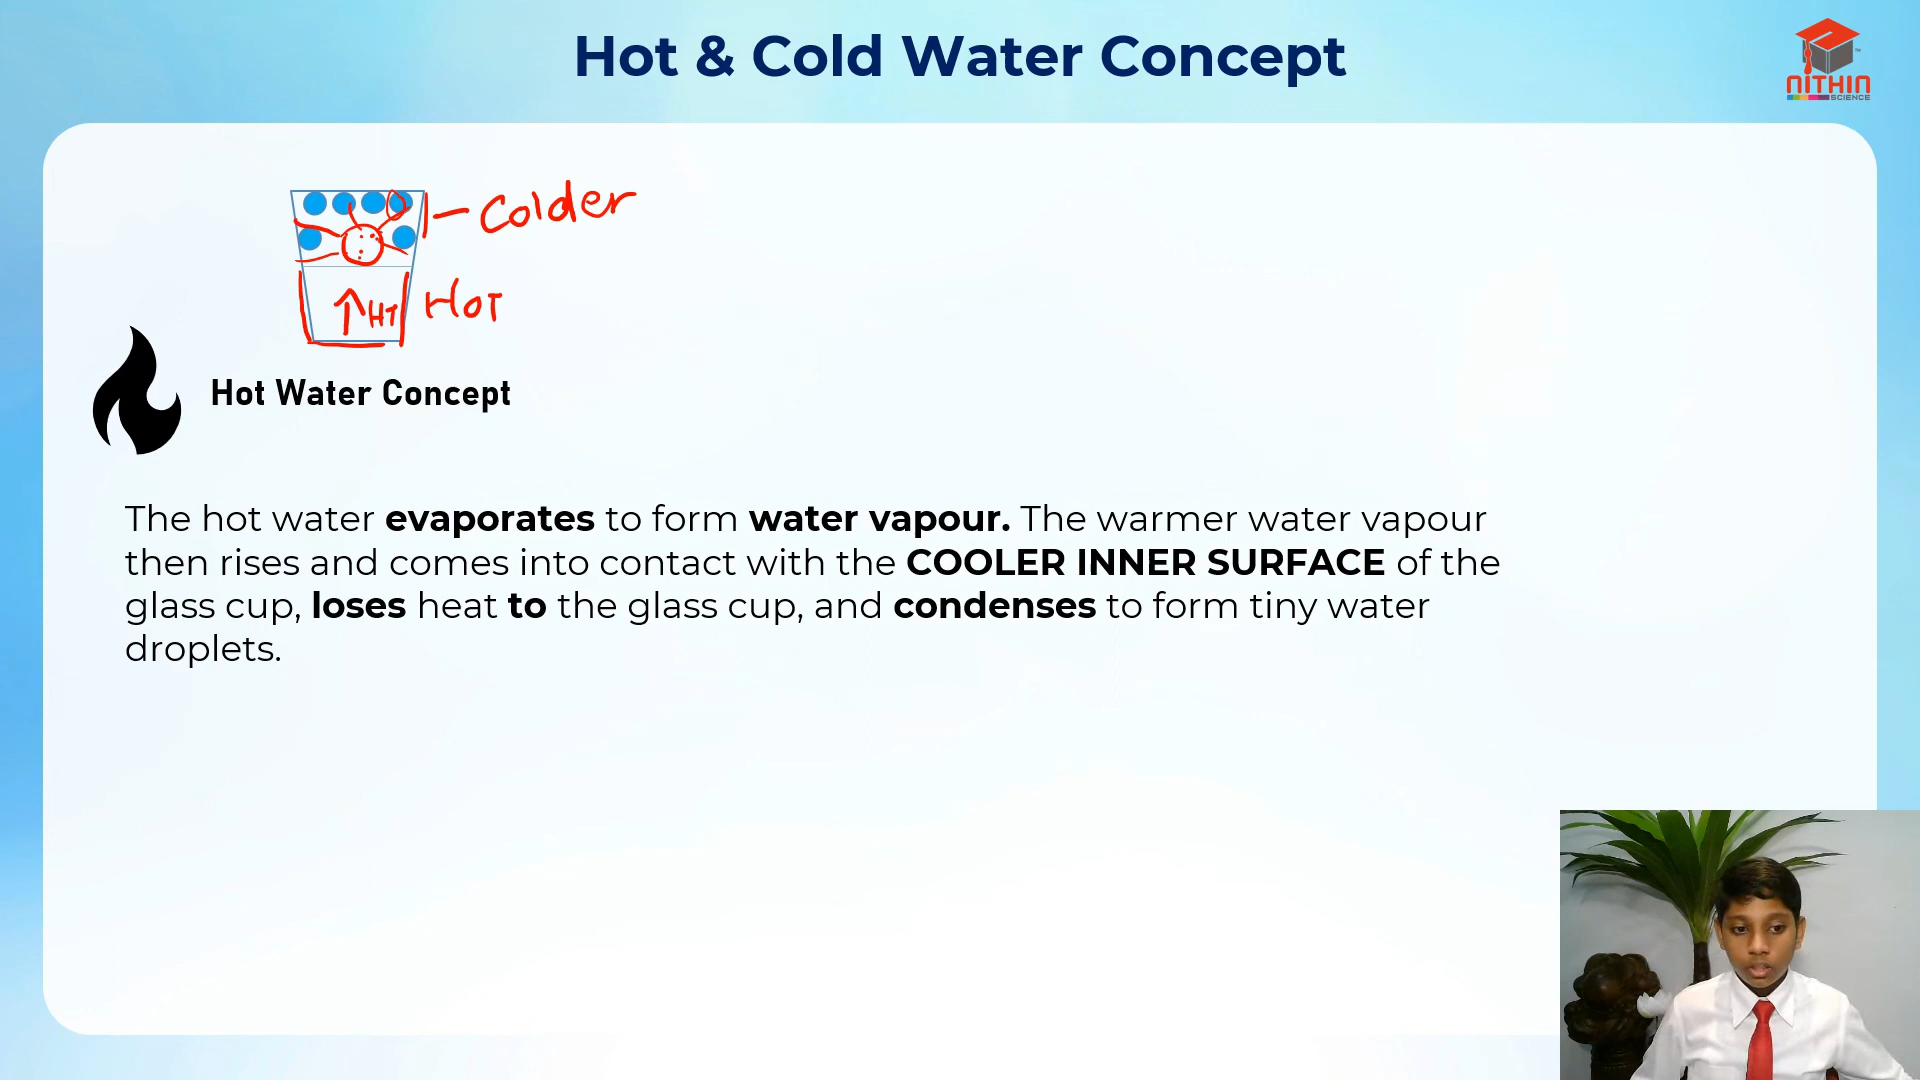 Hot & Cold Water Concept
NITHIN
SCIENCE
Colder
↑HT
HOT
Hot Water Concept
The hot water evaporates to form water vapour. The warmer water vapour
then rises and comes into contact with the COOLER INNER SURFACE of the
glass cup, loses heat to the glass cup, and condenses to form tiny water
droplets.